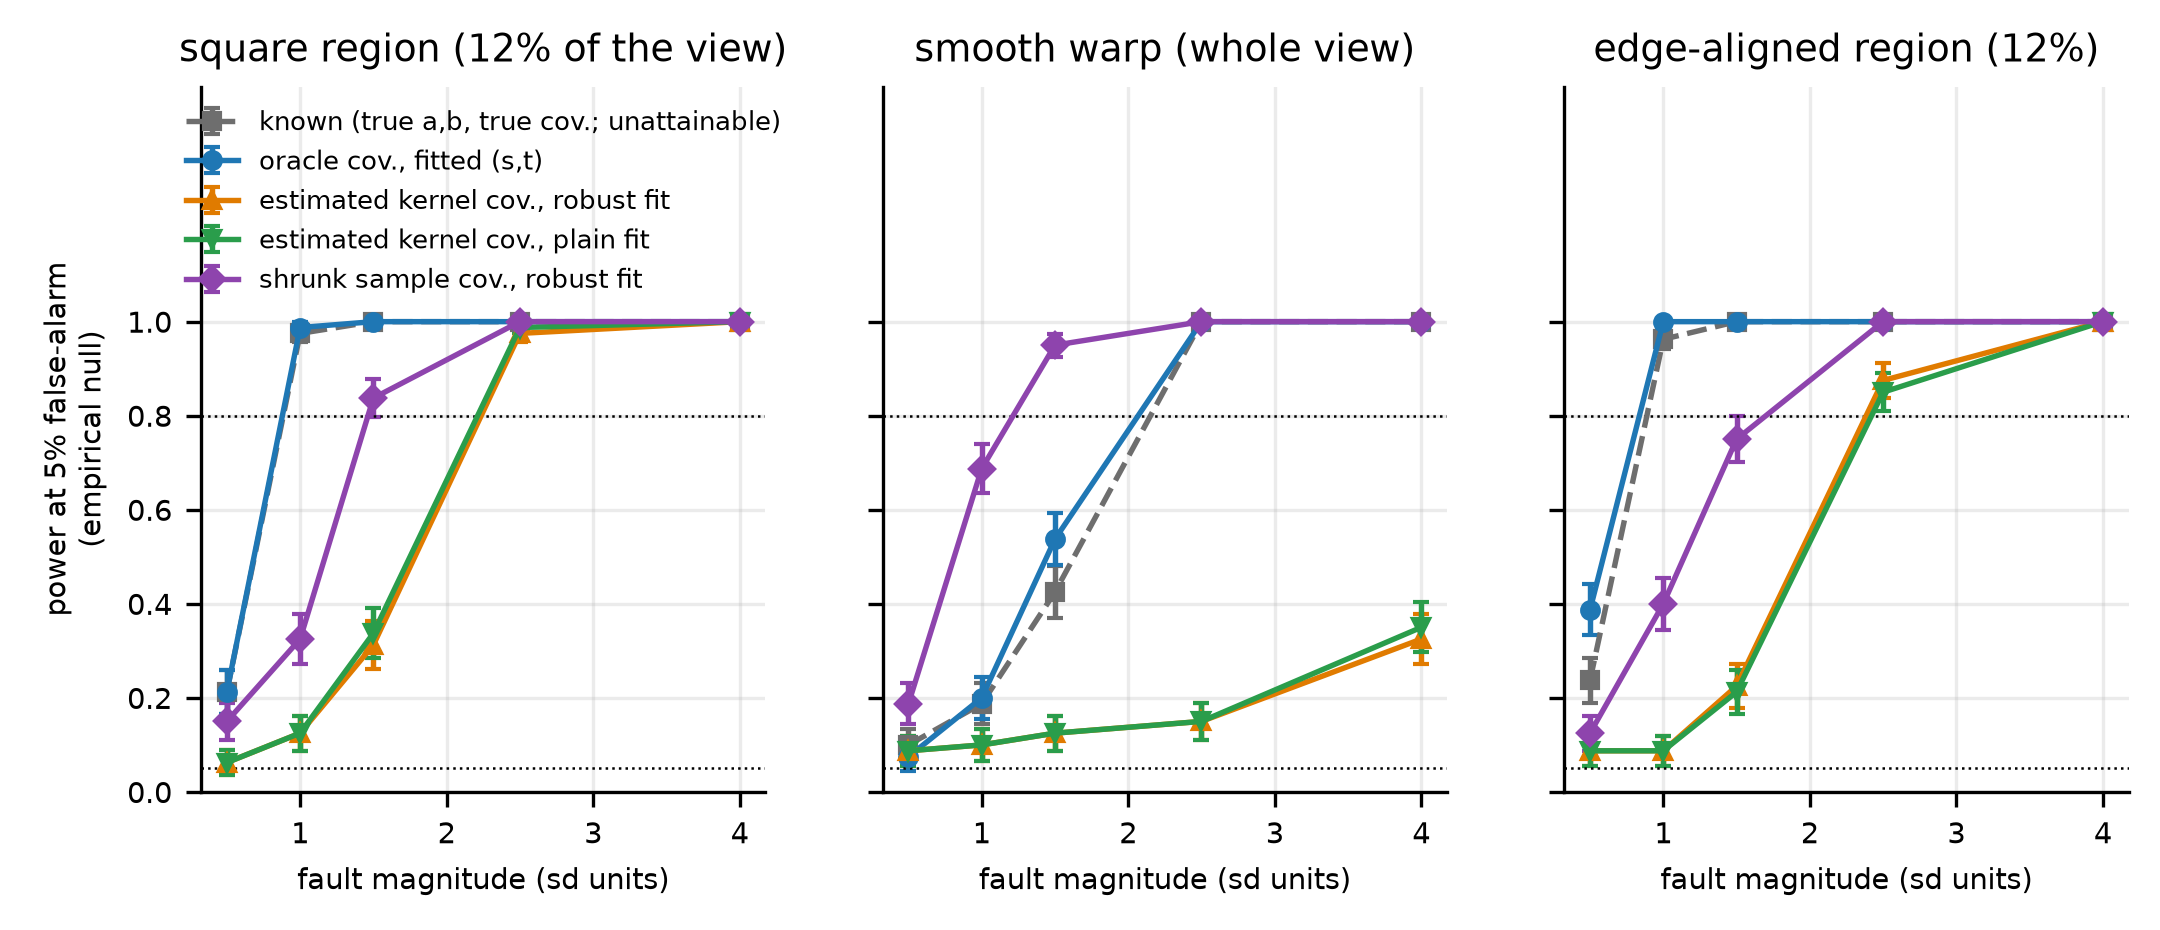 square region (12% of the view)
smooth warp (whole view)
edge-aligned region (12%)
known (true a,b, true cov.; unattainable)
oracle cov., fitted (s,t)
estimated kernel cov., robust fit
estimated kernel cov., plain fit
shrunk sample cov., robust fit
power at 5% false-alarm
(empirical null)
1.0
0.8
0.6
0.4
0.2
0.0
1 2 3 4
1 2 3 4
1 2 3 4
fault magnitude (sd units)
fault magnitude (sd units)
fault magnitude (sd units)